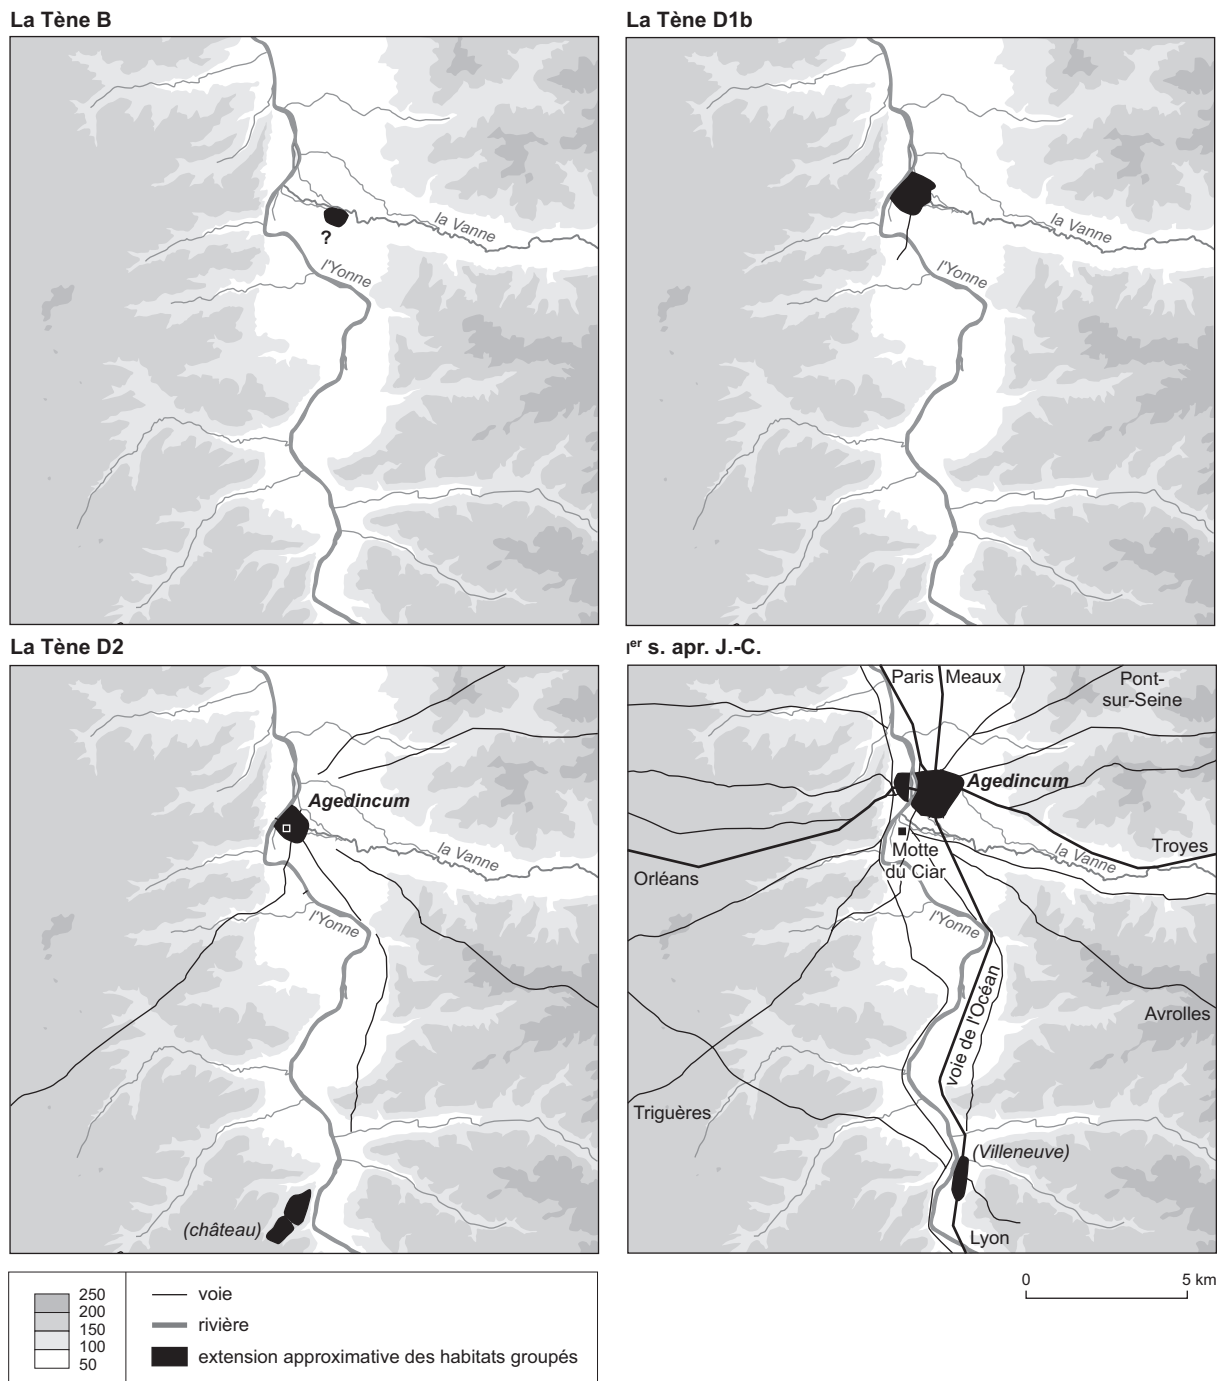 La Tène B
la Vanne
?
l'Yonne
La Tène D1b
la Vanne
l'Yonne
La Tène D2
Agedincum
la Vanne
l'Yonne
(château)
Ier s. apr. J.-C.
Paris
Meaux
Pont-
sur-Seine
Agedincum
Motte
du Ciar
la Vanne
Troyes
Orléans
l'Yonne
voie de l'Océan
Avrolles
Triguères
(Villeneuve)
Lyon
250
200
150
100
50
voie
rivière
extension approximative des habitats groupés
0
5 km